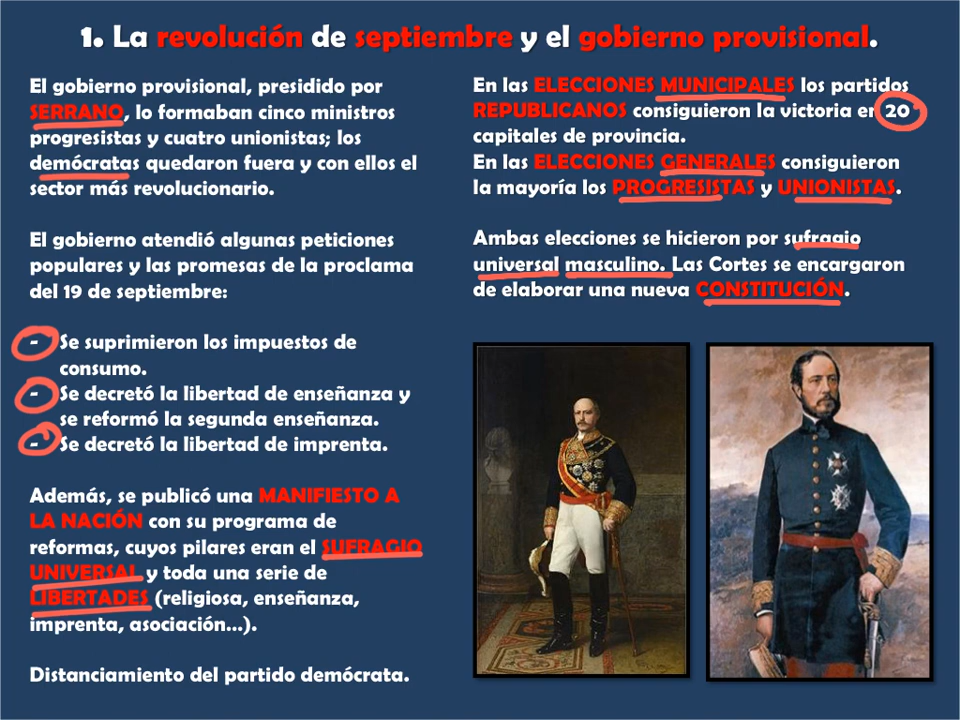 1. La revolución de septiembre y el gobierno provisional.
El gobierno provisional, presidido por
SERRANO, lo formaban cinco ministros
progresistas y cuatro unionistas; los
demócratas quedaron fuera y con ellos el
sector más revolucionario.
El gobierno atendió algunas peticiones
populares y las promesas de la proclama
del 19 de septiembre:
- Se suprimieron los impuestos de
consumo.
- Se decretó la libertad de enseñanza y
se reformó la segunda enseñanza.
- Se decretó la libertad de imprenta.
Además, se publicó una MANIFIESTO A
LA NACIÓN con su programa de
reformas, cuyos pilares eran el SUFRAGIO
UNIVERSAL y toda una serie de
LIBERTADES (religiosa, enseñanza,
imprenta, asociación...).
Distanciamiento del partido demócrata.
En las ELECCIONES MUNICIPALES los partidos
REPUBLICANOS consiguieron la victoria en 20
capitales de provincia.
En las ELECCIONES GENERALES consiguieron
la mayoría los PROGRESISTAS y UNIONISTAS.
Ambas elecciones se hicieron por sufragio
universal masculino. Las Cortes se encargaron
de elaborar una nueva CONSTITUCIÓN.